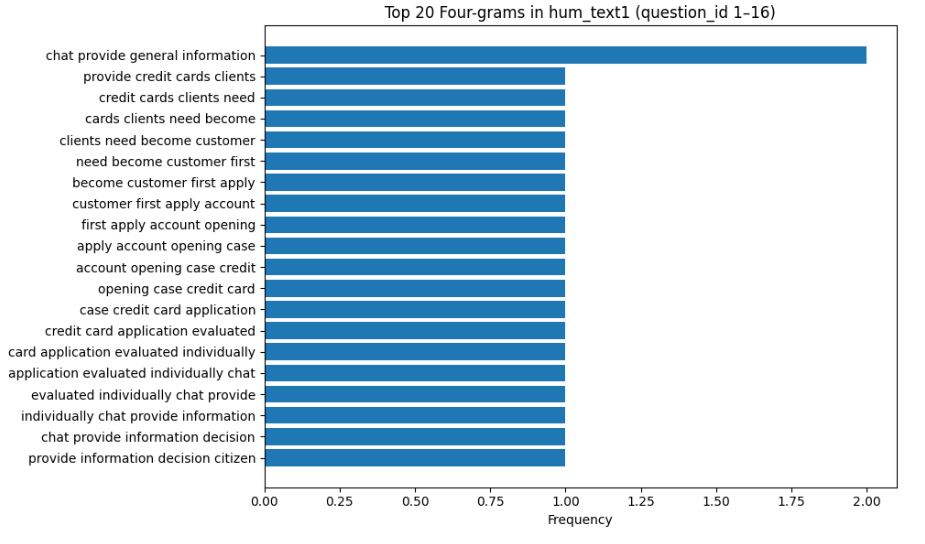 Top 20 Four-grams in hum_text1 (question_id 1–16)
chat provide general information
provide credit cards clients
credit cards clients need
cards clients need become
clients need become customer
need become customer first
become customer first apply
customer first apply account
first apply account opening
apply account opening case
account opening case credit
opening case credit card
case credit card application
credit card application evaluated
card application evaluated individually
application evaluated individually chat
evaluated individually chat provide
individually chat provide information
chat provide information decision
provide information decision citizen
0.00 0.25 0.50 0.75 1.00 1.25 1.50 1.75 2.00
Frequency